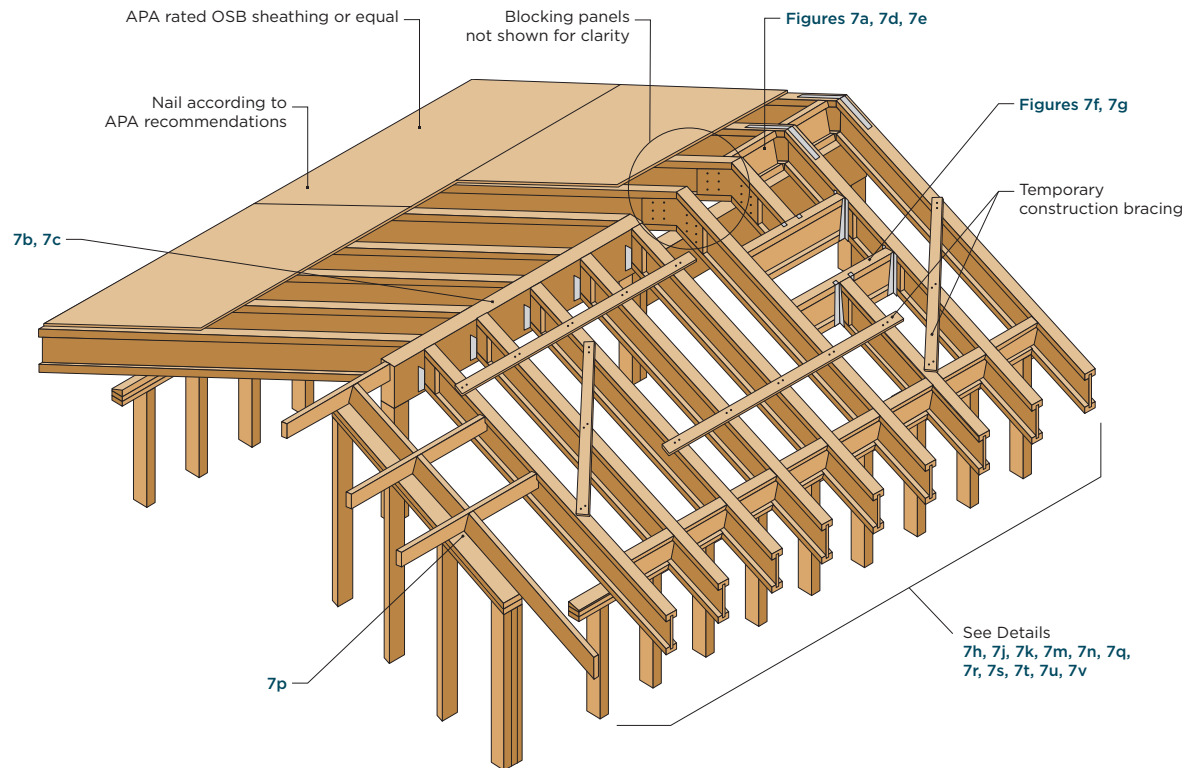 APA rated OSB sheathing or equal
Blocking panels
not shown for clarity
Figures 7a, 7d, 7e
Nail according to
APA recommendations
Figures 7f, 7g
Temporary
construction bracing
7b, 7c
7p
See Details
7h, 7j, 7k, 7m, 7n, 7q,
7r, 7s, 7t, 7u, 7v